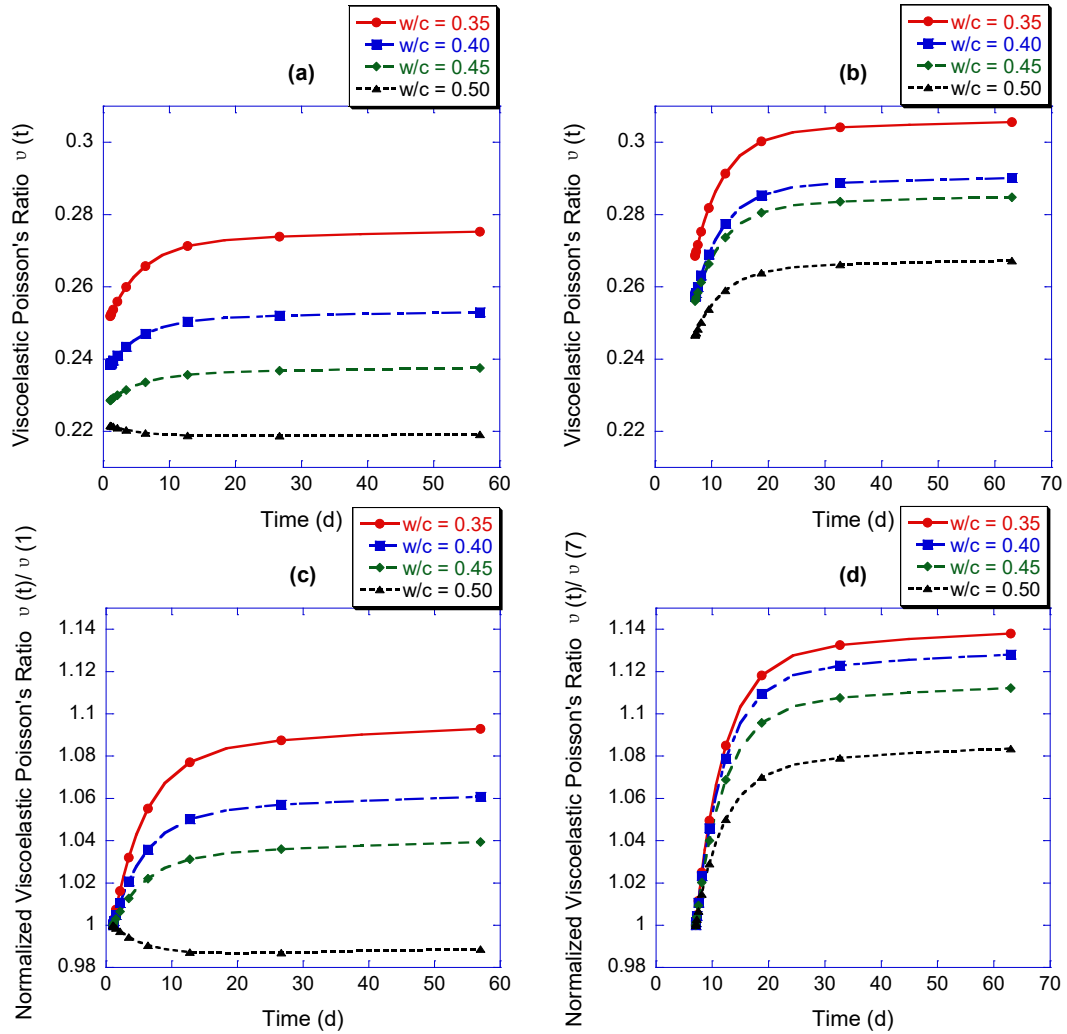 w/c = 0.35
w/c = 0.40
w/c = 0.45
w/c = 0.50
(a)
Viscoelastic Poisson's Ratio υ (t)
0.3
0.28
0.26
0.24
0.22
0 10 20 30 40 50 60
Time (d)
w/c = 0.35
w/c = 0.40
w/c = 0.45
w/c = 0.50
(b)
Viscoelastic Poisson's Ratio υ (t)
0.3
0.28
0.26
0.24
0.22
0 10 20 30 40 50 60 70
Time (d)
w/c = 0.35
w/c = 0.40
w/c = 0.45
w/c = 0.50
(c)
Normalized Viscoelastic Poisson's Ratio υ (t)/ υ (1)
1.14
1.12
1.1
1.08
1.06
1.04
1.02
1
0.98
0 10 20 30 40 50 60
Time (d)
w/c = 0.35
w/c = 0.40
w/c = 0.45
w/c = 0.50
(d)
Normalized Viscoelastic Poisson's Ratio υ (t)/ υ (7)
1.14
1.12
1.1
1.08
1.06
1.04
1.02
1
0.98
0 10 20 30 40 50 60 70
Time (d)